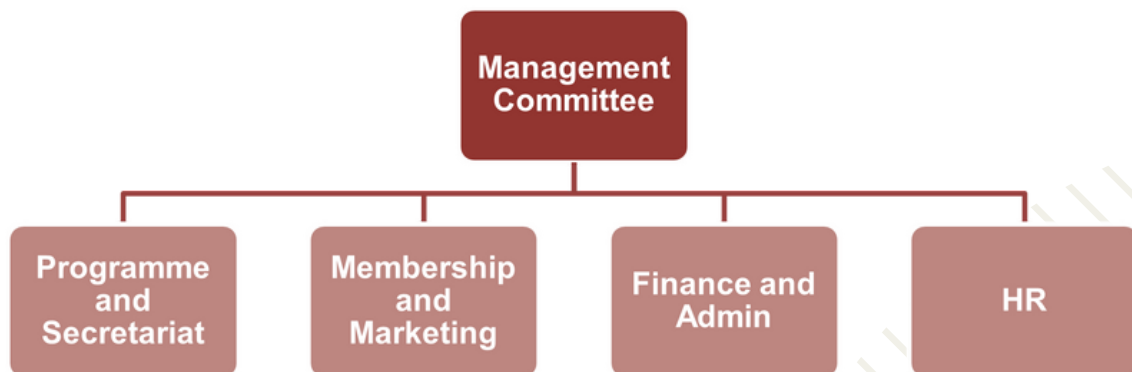 Management
Committee
Programme
and
Secretariat
Membership
and
Marketing
Finance and
Admin
HR